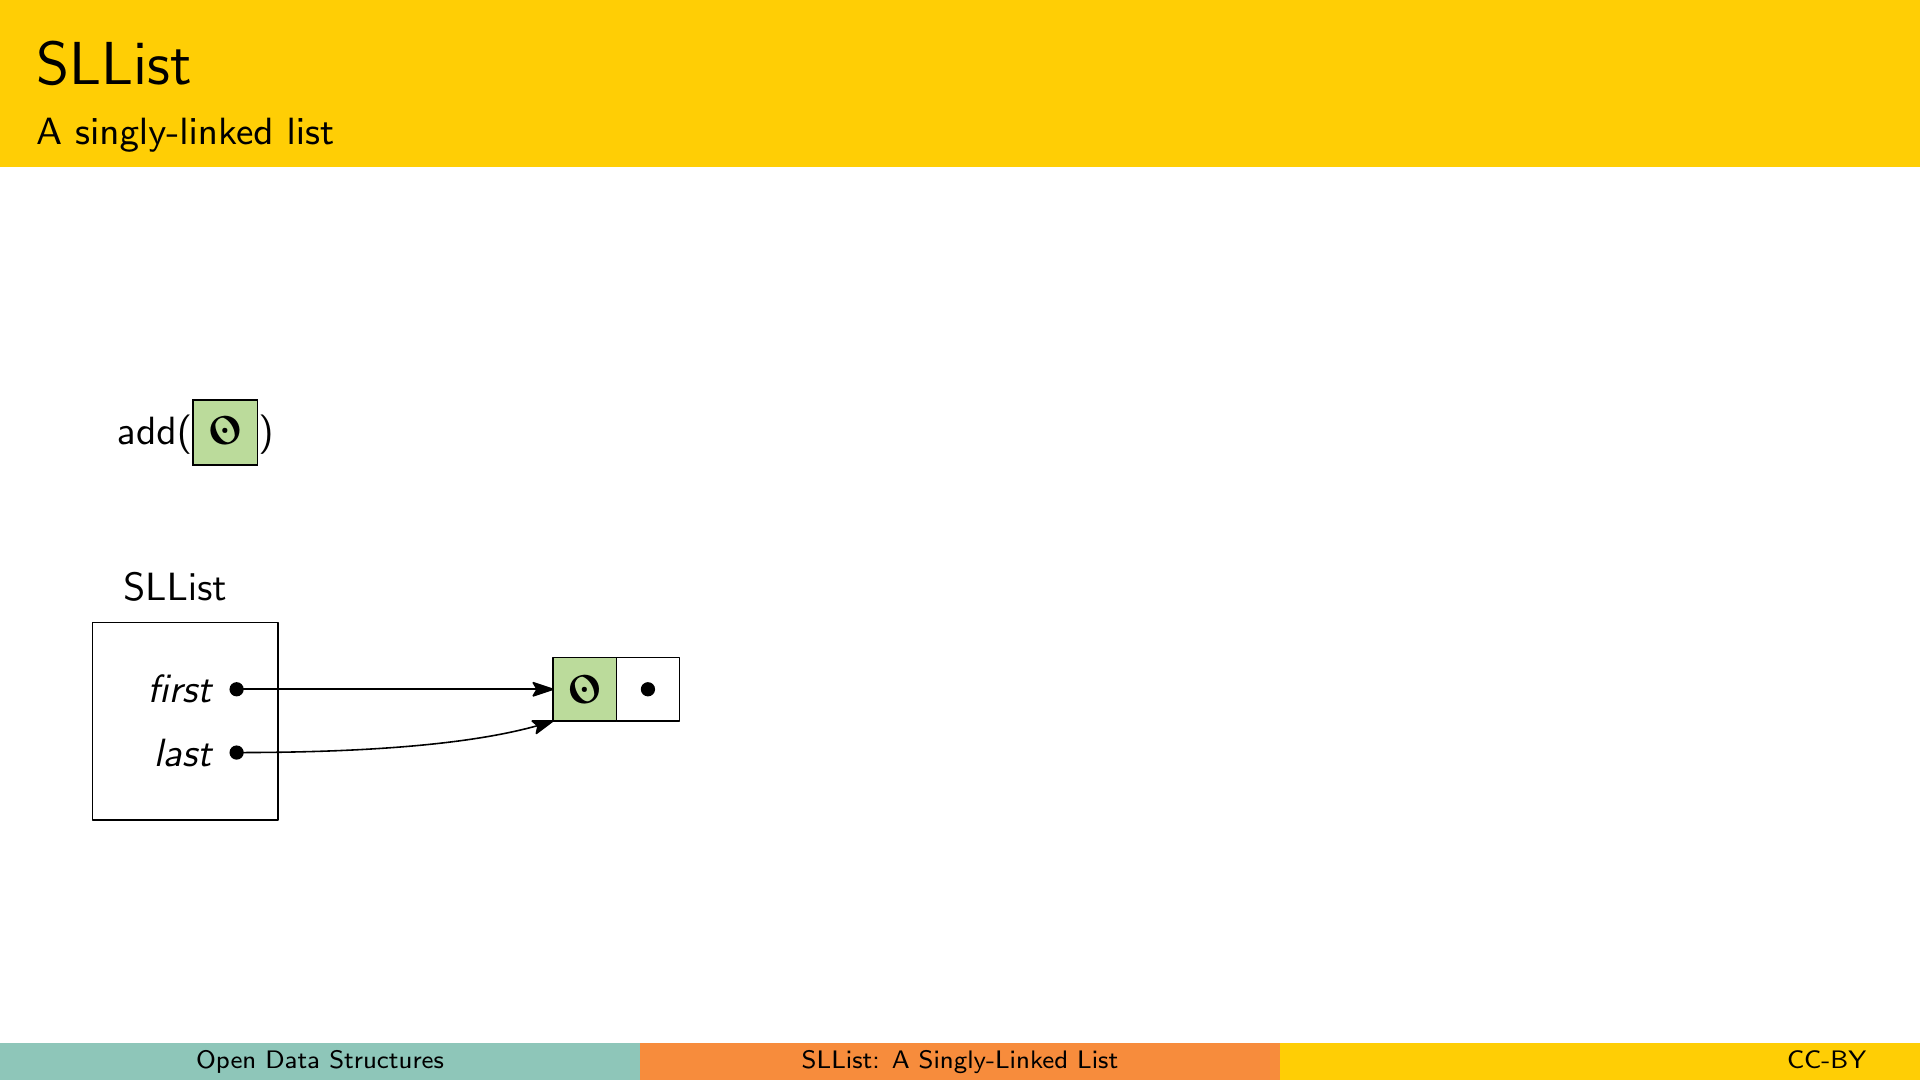 SLList
A singly-linked list
add(ʘ)
SLList
first
ʘ
last
Open Data Structures
SLList: A Singly-Linked List
CC-BY